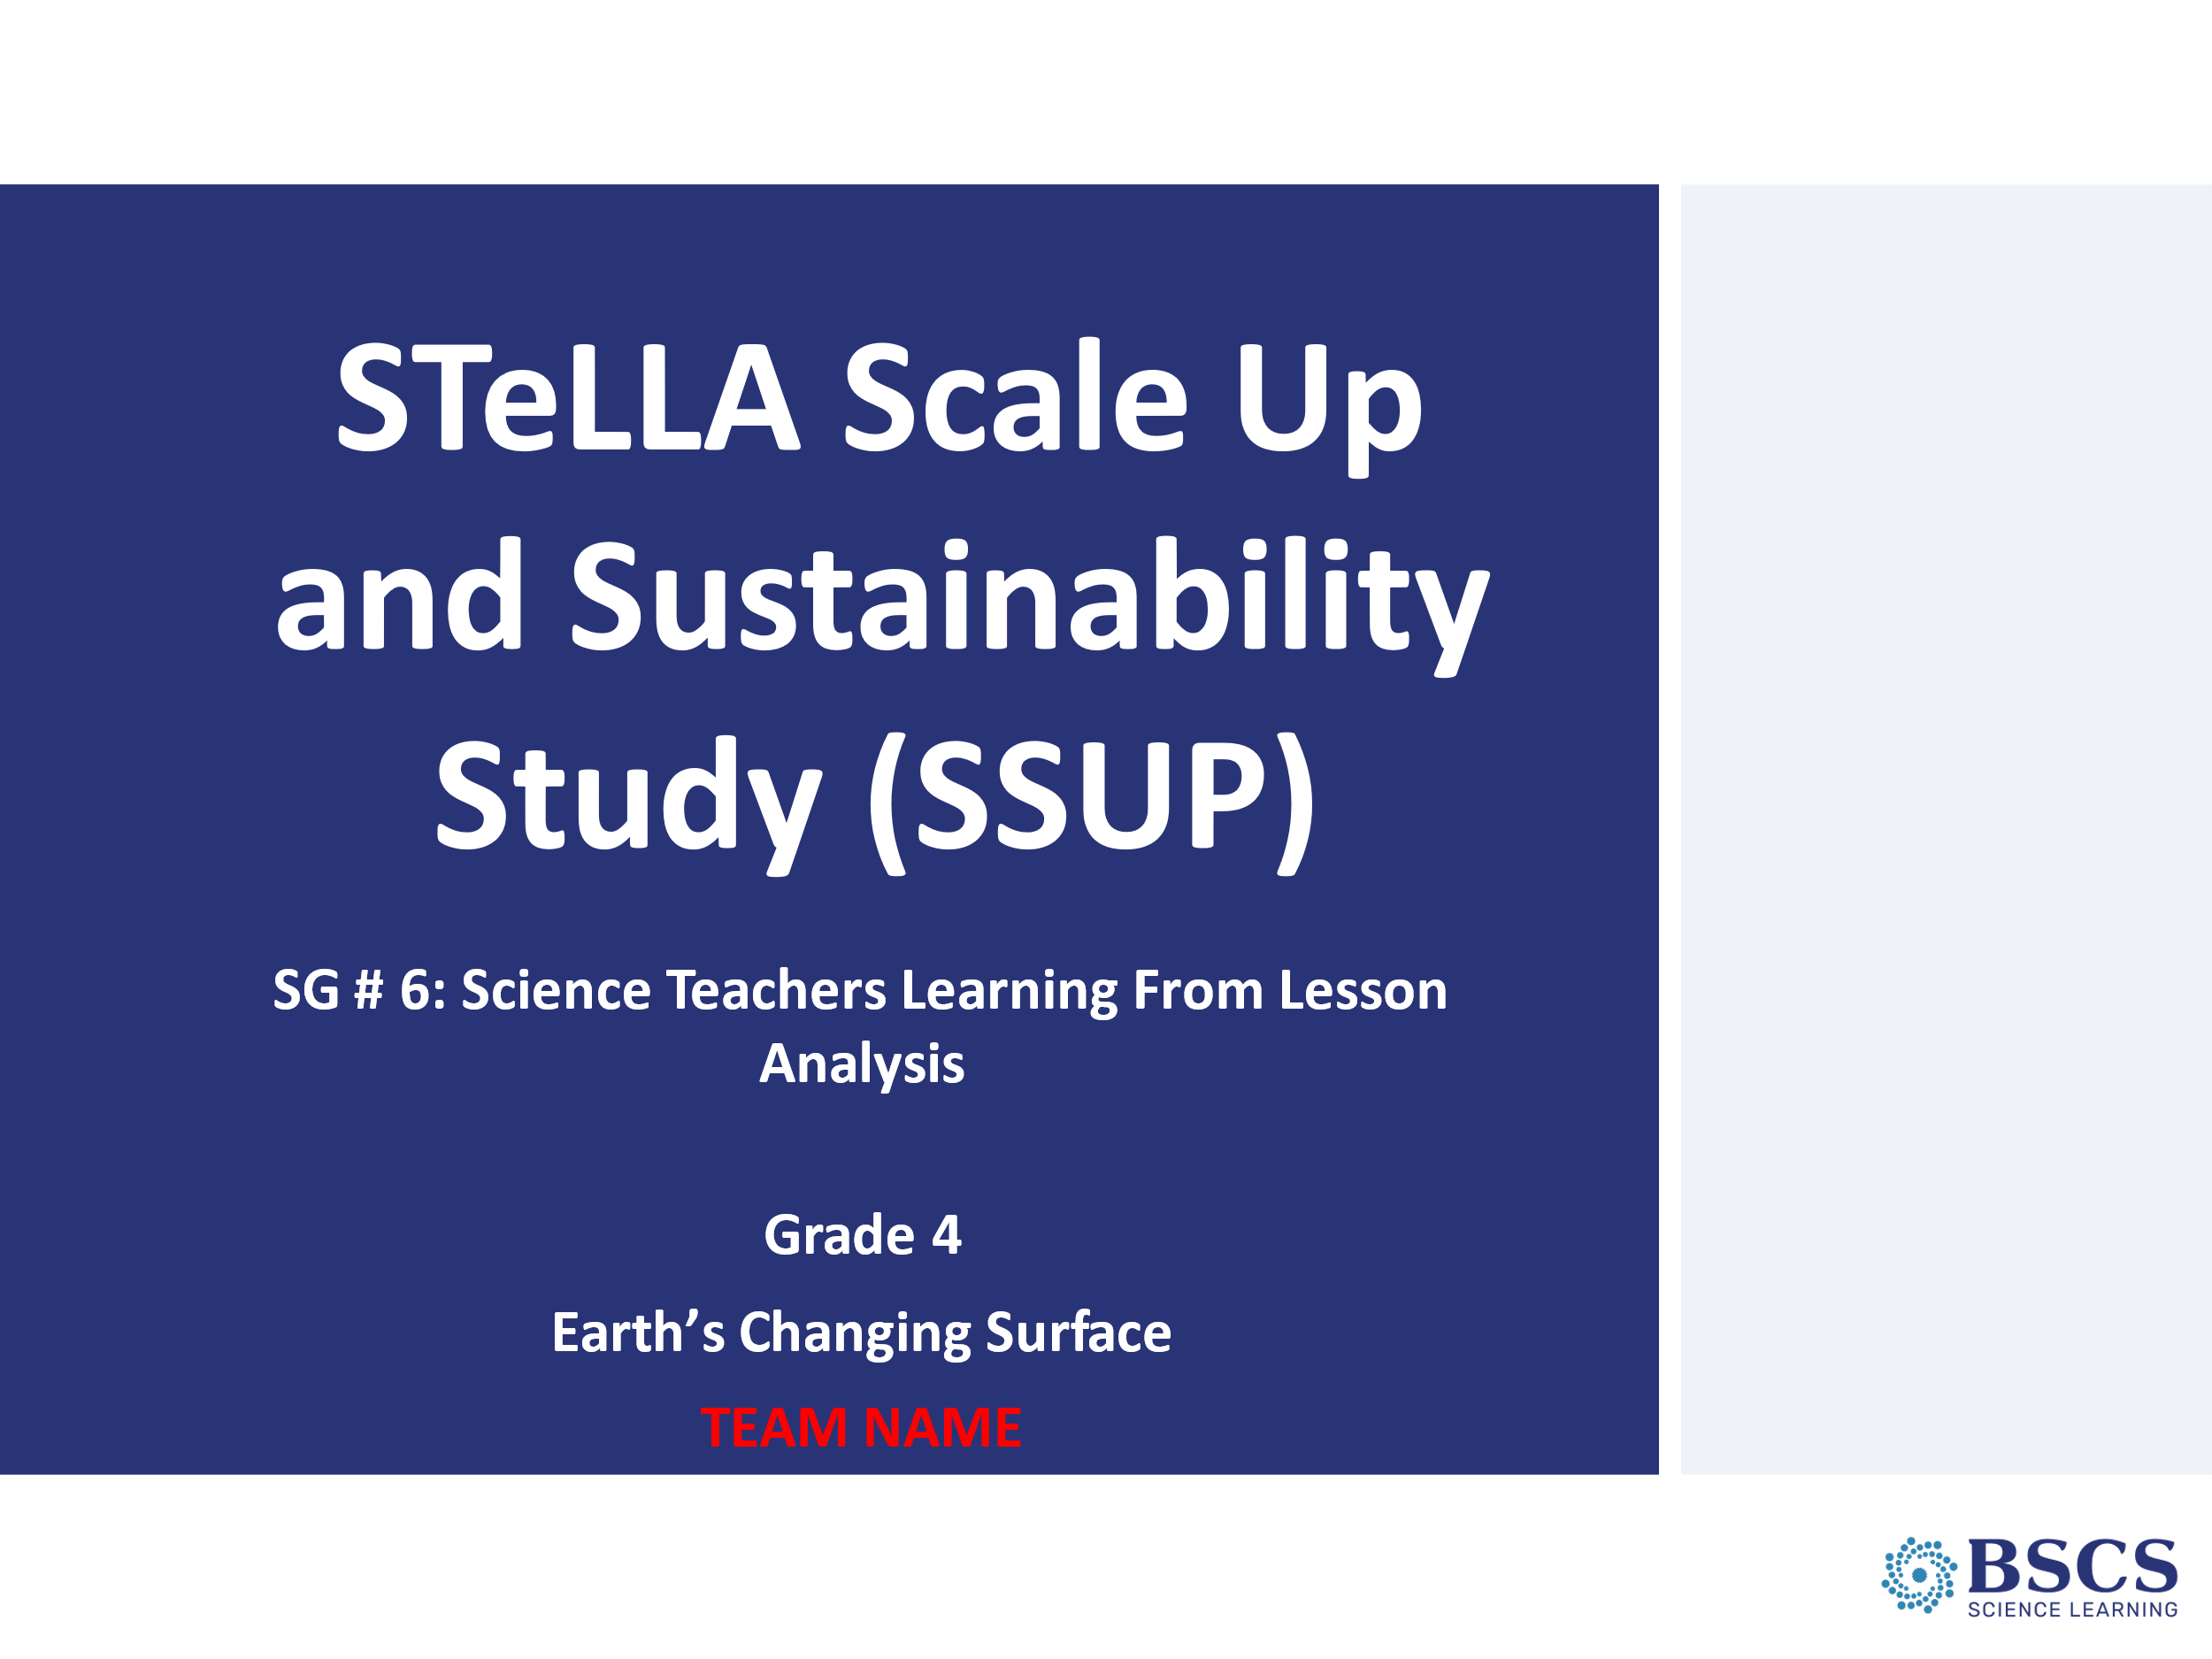 STeLLA Scale Up
and Sustainability
Study (SSUP)
SG # 6: Science Teachers Learning From Lesson
Analysis
Grade 4
Earth’s Changing Surface
TEAM NAME
BSCS
SCIENCE LEARNING